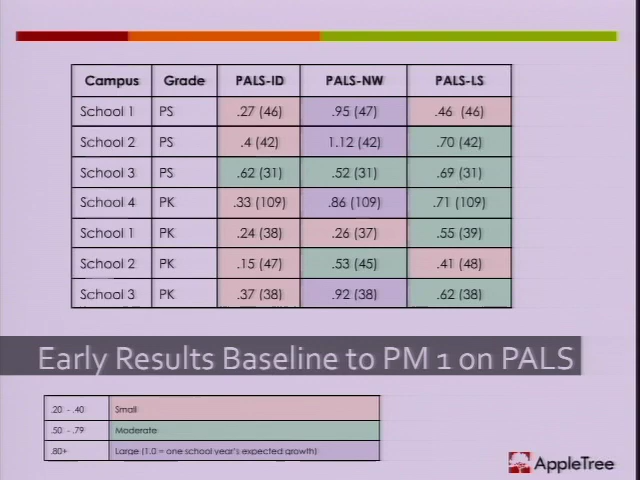 Campus Grade PALS-ID PALS-NW PALS-LS
School 1 PS .27 (46) .95 (47) .46 (46)
School 2 PS .4 (42) 1.12 (42) .70 (42)
School 3 PS .62 (31) .52 (31) .69 (31)
School 4 PK .33 (109) .86 (109) .71 (109)
School 1 PK .24 (38) .26 (37) .55 (39)
School 2 PK .15 (47) .53 (45) .41 (48)
School 3 PK .37 (38) .92 (38) .62 (38)
Early Results Baseline to PM 1 on PALS
.20 - .40 Small
.50 - .79 Moderate
.80+ Large (1.0 = one school year's expected growth)
AppleTree